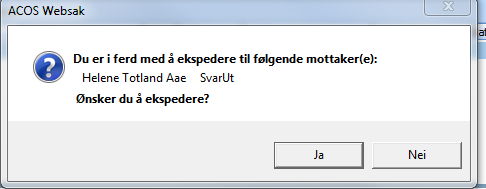 ACOS Websak
Du er i ferd med å ekspedere til følgende mottaker(e):
Helene Totland Aae SvarUt
Ønsker du å ekspedere?
Ja Nei